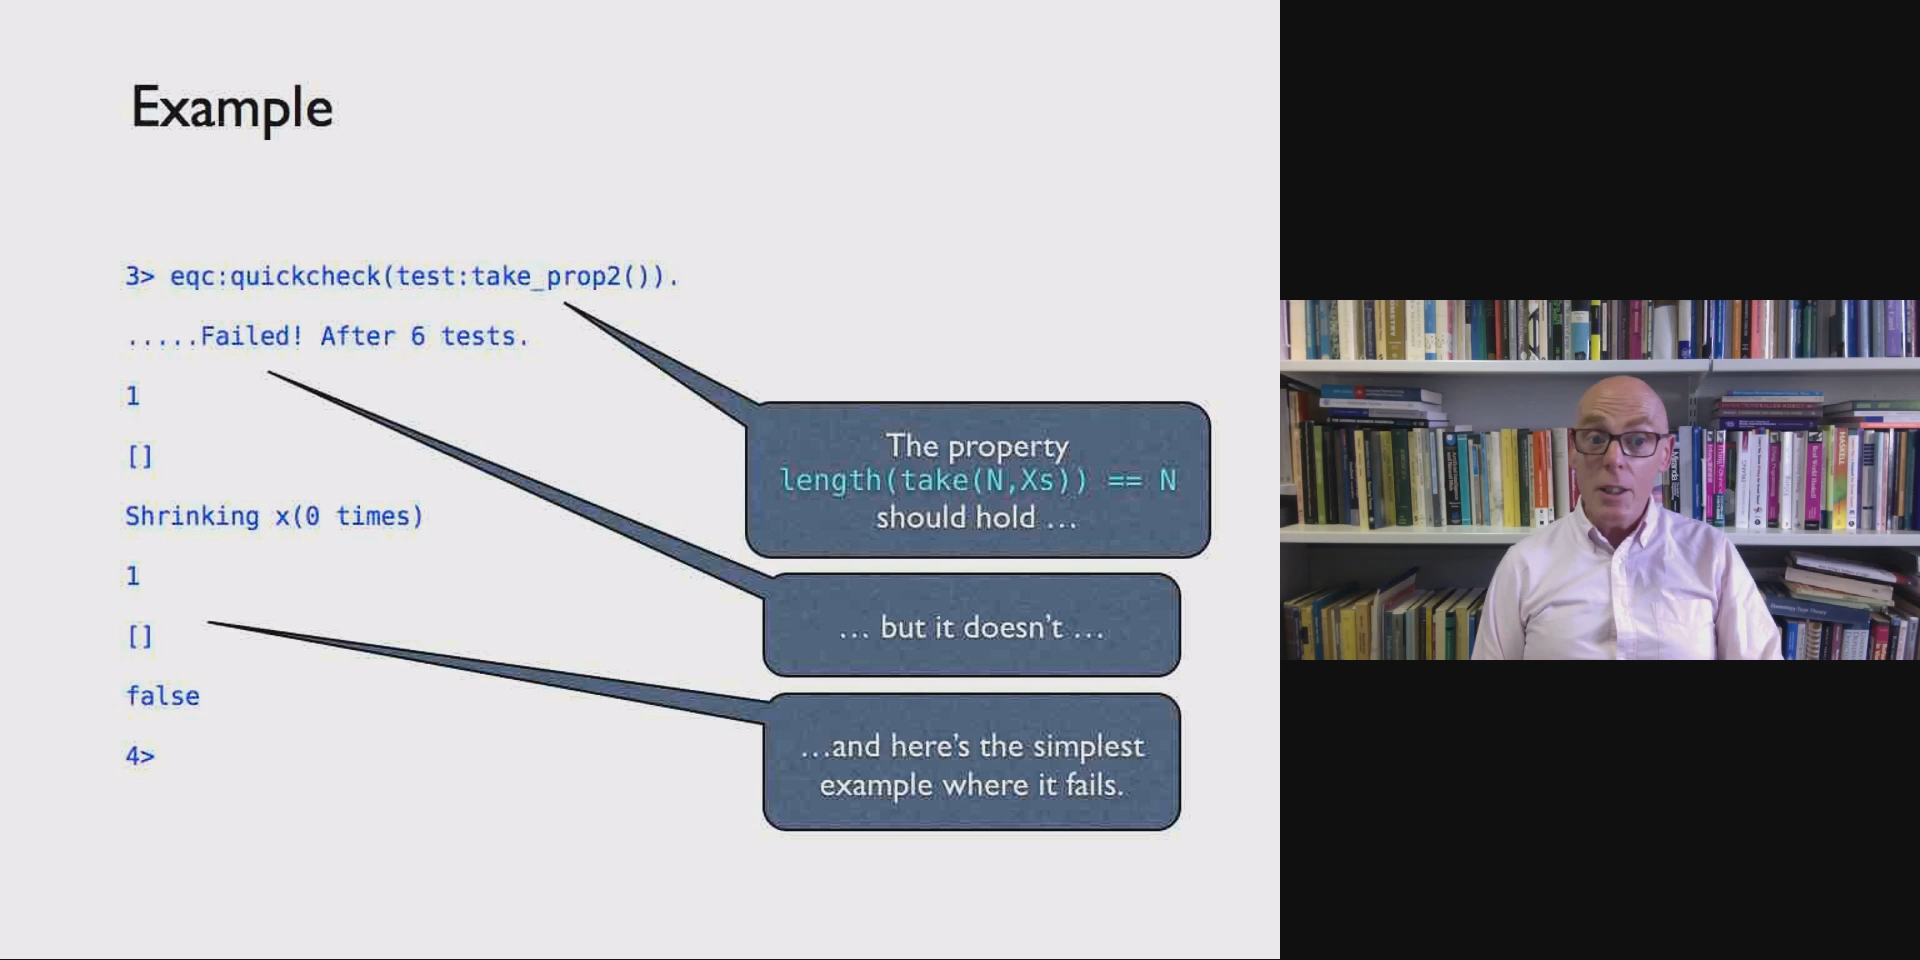 Example
3> eqc:quickcheck(test:take_prop2()).
.....Failed! After 6 tests.
1
[]
Shrinking x(0 times)
1
[]
false
4>
The property
length(take(N,Xs)) == N
should hold …
… but it doesn't …
…and here's the simplest
example where it fails.
HASKELL